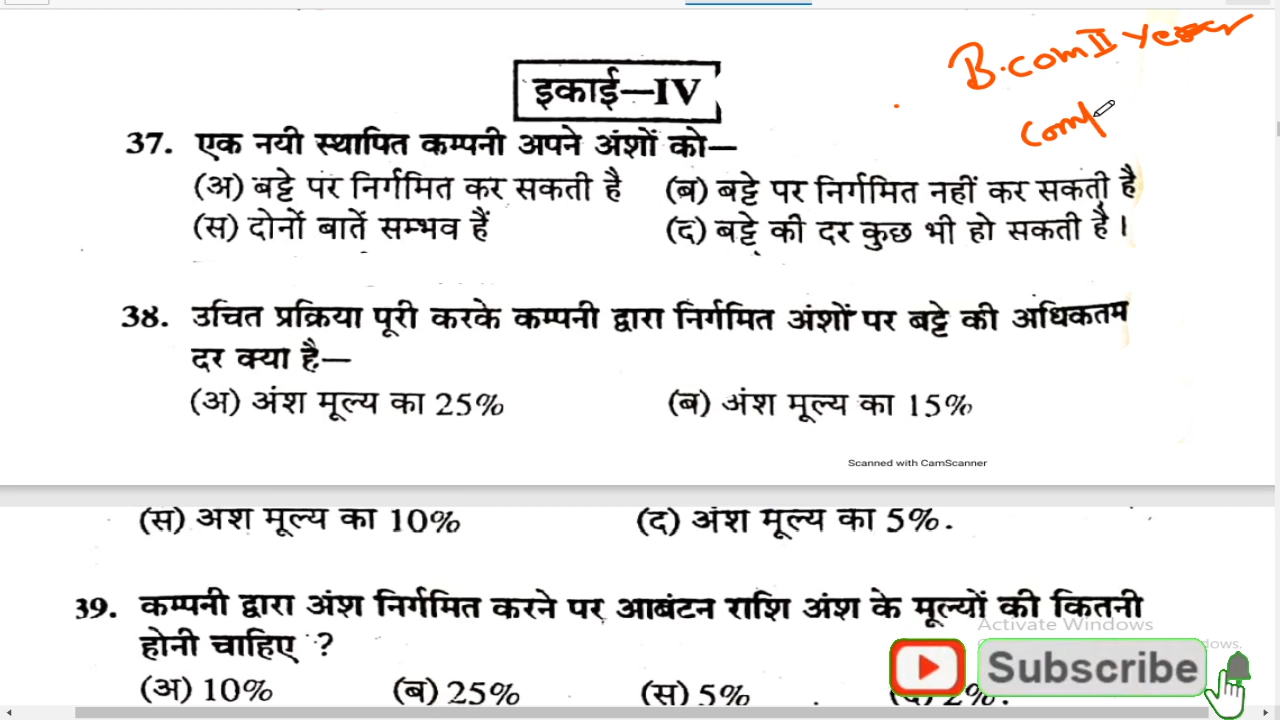 B.com II Year
Comp
इकाई—IV
37. एक नयी स्थापित कम्पनी अपने अंशों को—
(अ) बट्टे पर निर्गमित कर सकती है (ब) बट्टे पर निर्गमित नहीं कर सकती है
(स) दोनों बातें सम्भव हैं (द) बट्टे की दर कुछ भी हो सकती है।
38. उचित प्रक्रिया पूरी करके कम्पनी द्वारा निर्गमित अंशों पर बट्टे की अधिकतम
दर क्या है—
(अ) अंश मूल्य का 25% (ब) अंश मूल्य का 15%
Scanned with CamScanner
(स) अंश मूल्य का 10% (द) अंश मूल्य का 5%.
39. कम्पनी द्वारा अंश निर्गमित करने पर आबंटन राशि अंश के मूल्यों की कितनी
होनी चाहिए ?
Activate Windows
dows.
Subscribe
(अ) 10% (ब) 25% (स) 5% (द) 2%.